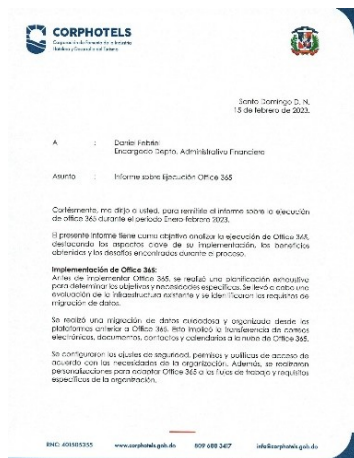 CORPHOTELS
Corporación de Fomento de la Industria
Hotelera y Desarrollo del Turismo
Santo Domingo D. N.
15 de febrero de 2023.
A : Daniel Febriel
Encargado Depto. Administrativo Financiero
Asunto : Informe sobre Ejecución Office 365
Cortésmente, me dirijo a usted, para remitirle el informe sobre la ejecución
de office 365 durante el periodo Enero-febrero 2023.
El presente informe tiene como objetivo analizar la ejecución de Office 365,
destacando los aspectos clave de su implementación, los beneficios
obtenidos y los desafíos encontrados durante el proceso.
Implementación de Office 365:
Antes de implementar Office 365, se realizó una planificación exhaustiva
para determinar los objetivos y necesidades específicas. Se llevó a cabo una
evaluación de la infraestructura existente y se identificaron los requisitos de
migración de datos.
Se realizó una migración de datos cuidadosa y organizada desde las
plataformas anterior a Office 365. Esto implicó la transferencia de correos
electrónicos, documentos, contactos y calendarios a la nube de Office 365.
Se configuraron los ajustes de seguridad, permisos y políticas de acceso de
acuerdo con las necesidades de la organización. Además, se realizaron
personalizaciones para adaptar Office 365 a los flujos de trabajo y requisitos
específicos de la organización.
RNC: 401505355 www.corphotels.gob.do 809 688 3417 info@corphotels.gob.do